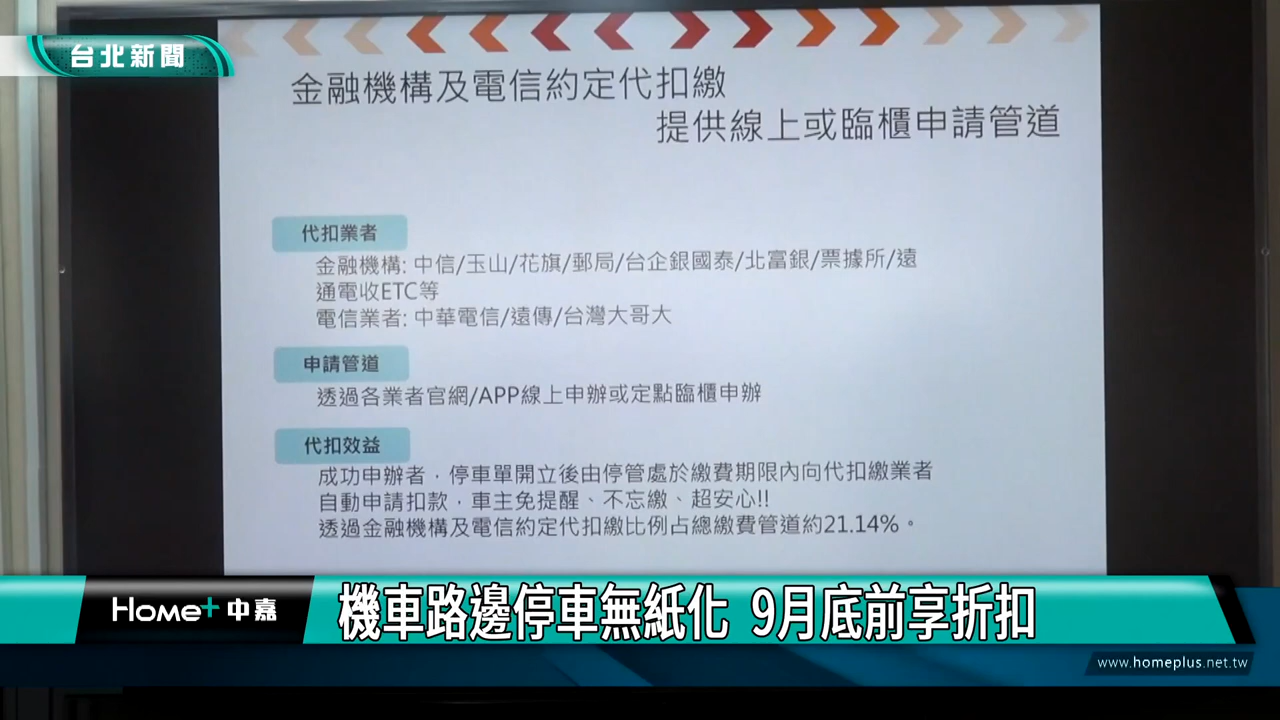 台北新聞
金融機構及電信約定代扣繳
提供線上或臨櫃申請管道
代扣業者
金融機構: 中信/玉山/花旗/郵局/台企銀國泰/北富銀/票據所/遠
通電收ETC等
電信業者: 中華電信/遠傳/台灣大哥大
申請管道
透過各業者官網/APP線上申辦或定點臨櫃申辦
代扣效益
成功申辦者，停車單開立後由停管處於繳費期限內向代扣繳業者
自動申請扣款，車主免提醒、不忘繳、超安心!!
透過金融機構及電信約定代扣繳比例占總繳費管道約21.14%。
Home+中嘉
機車路邊停車無紙化 9月底前享折扣
www.homeplus.net.tw